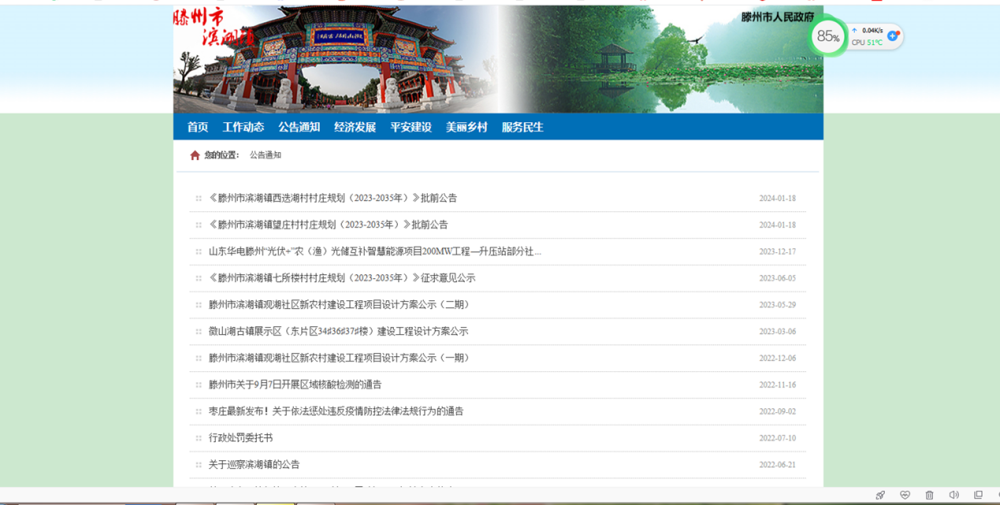 滕州市
滨湖镇
滕州市人民政府
85%
0.04K/s
CPU 51℃
首页 工作动态 公告通知 经济发展 平安建设 美丽乡村 服务民生
您的位置: 公告通知
《滕州市滨湖镇西迭湖村村庄规划（2023-2035年）》批前公告 2024-01-18
《滕州市滨湖镇望庄村村庄规划（2023-2035年）》批前公告 2024-01-18
山东华电滕州“光伏+”农（渔）光储互补智慧能源项目200MW工程—升压站部分社... 2023-12-17
《滕州市滨湖镇七所楼村村庄规划（2023-2035年）》征求意见公示 2023-06-05
滕州市滨湖镇观湖社区新农村建设工程项目设计方案公示（二期） 2023-05-29
微山湖古镇展示区（东片区34#36#37#楼）建设工程设计方案公示 2023-03-06
滕州市滨湖镇观湖社区新农村建设工程项目设计方案公示（一期） 2022-12-06
滕州市关于9月7日开展区域核酸检测的通告 2022-11-16
枣庄最新发布！关于依法惩处违反疫情防控法律法规行为的通告 2022-09-02
行政处罚委托书 2022-07-10
关于巡察滨湖镇的公告 2022-06-21